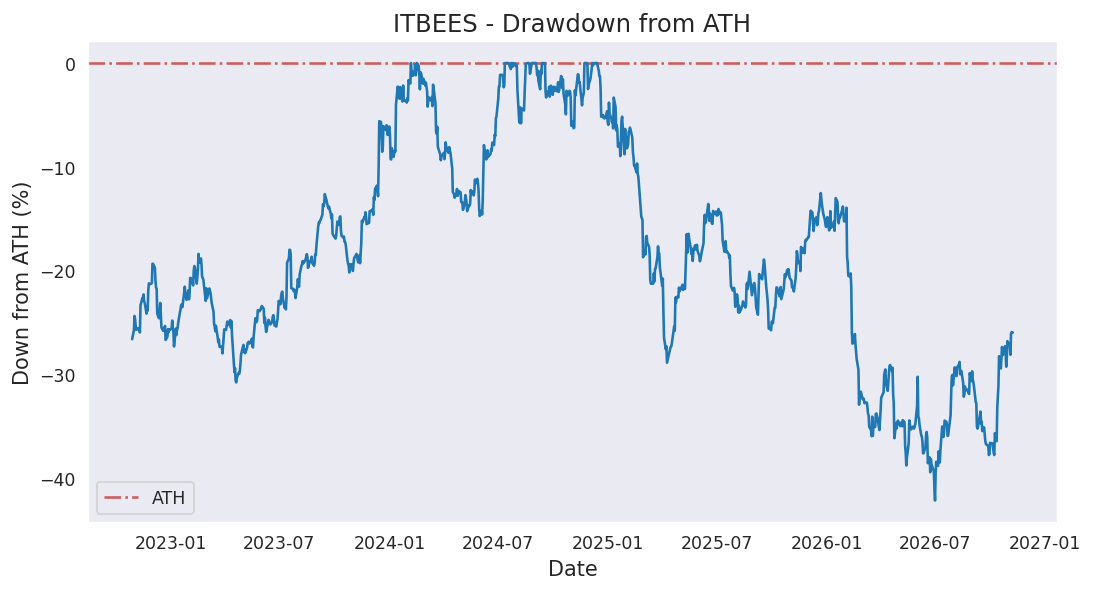 ITBEES - Drawdown from ATH
Down from ATH (%)
0
−10
−20
−30
−40
ATH
2023-01 2023-07 2024-01 2024-07 2025-01 2025-07 2026-01 2026-07 2027-01
Date